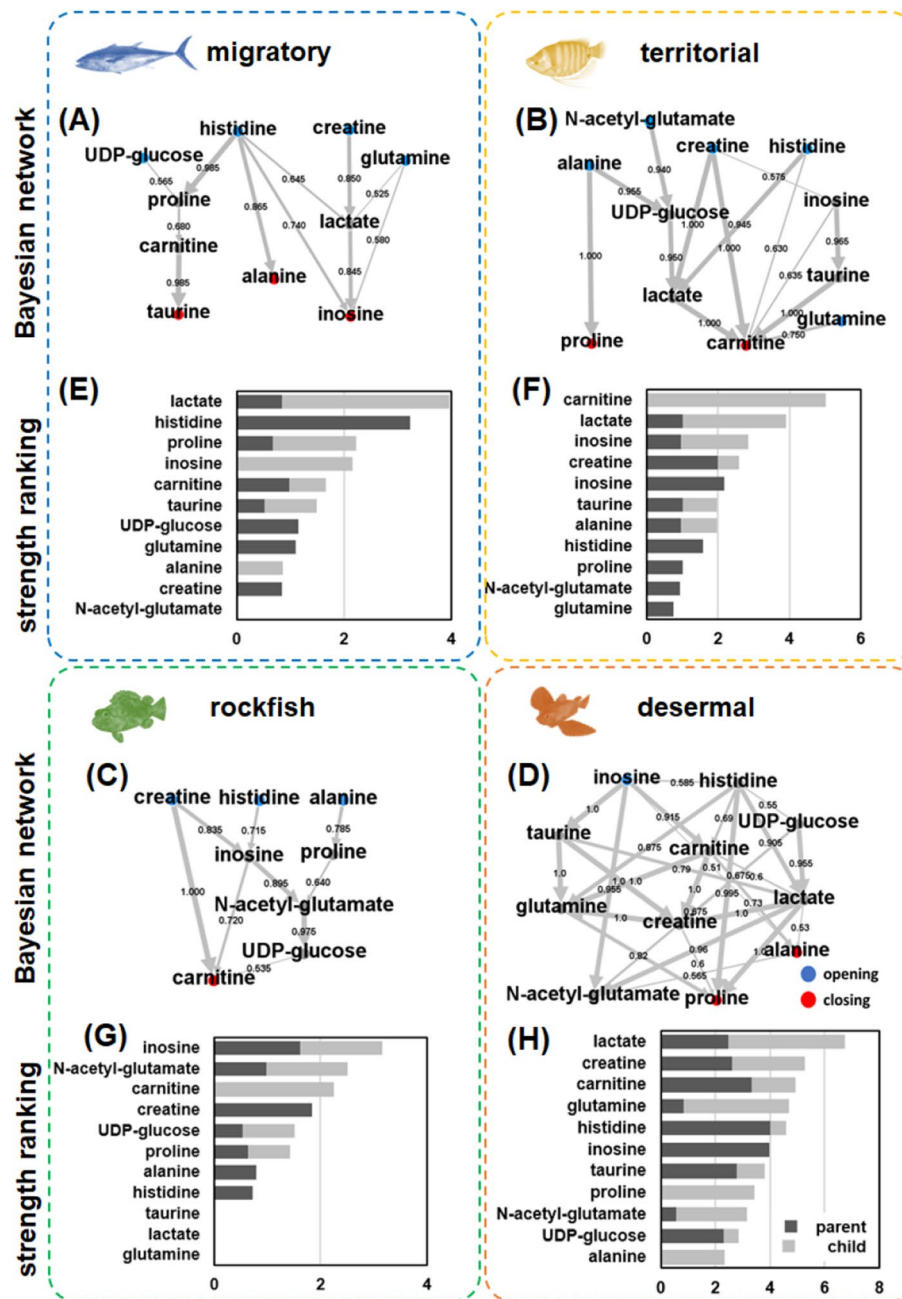 migratory
territorial
Bayesian network
(A)
histidine
creatine
UDP-glucose
glutamine
0.985
0.645
0.850
0.565
0.525
proline
0.865
0.740
lactate
0.580
0.680
carnitine
0.845
0.985
alanine
taurine
inosine
(B)
N-acetyl-glutamate
creatine
histidine
alanine
0.940
0.575
0.955
inosine
UDP-glucose
1.000
0.945
0.965
1.000
0.950
1.000
0.630
0.635
taurine
lactate
1.000
1.000
glutamine
0.750
proline
carnitine
strength ranking
(E)
lactate
histidine
proline
inosine
carnitine
taurine
UDP-glucose
glutamine
alanine
creatine
N-acetyl-glutamate
0 2 4
(F)
carnitine
lactate
inosine
creatine
inosine
taurine
alanine
histidine
proline
N-acetyl-glutamate
glutamine
0 2 4 6
rockfish
desermal
Bayesian network
(C)
creatine
histidine
alanine
0.835
0.715
0.785
inosine
proline
1.000
0.895
0.640
N-acetyl-glutamate
0.720
0.975
UDP-glucose
0.535
carnitine
(D)
inosine
0.585
histidine
1.0
0.55
UDP-glucose
taurine
0.915
0.69
0.905
0.875
carnitine
0.955
1.0
0.79
0.51
0.6
0.675
0.955
1.0
1.0
1.0
0.995
0.73
lactate
glutamine
1.0
creatine
0.875
1.0
0.53
alanine
0.82
0.96
1.0
0.6
0.565
N-acetyl-glutamate
proline
opening
closing
strength ranking
(G)
inosine
N-acetyl-glutamate
carnitine
creatine
UDP-glucose
proline
alanine
histidine
taurine
lactate
glutamine
0 2 4
(H)
lactate
creatine
carnitine
glutamine
histidine
inosine
taurine
proline
N-acetyl-glutamate
UDP-glucose
alanine
parent
child
0 2 4 6 8